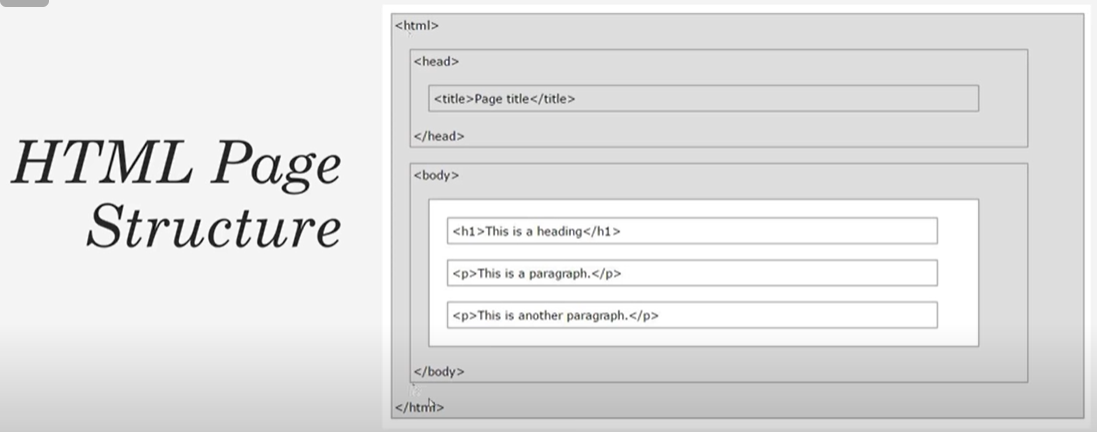 HTML Page
Structure
<html>
<head>
<title>Page title</title>
</head>
<body>
<h1>This is a heading</h1>
<p>This is a paragraph.</p>
<p>This is another paragraph.</p>
</body>
</html>